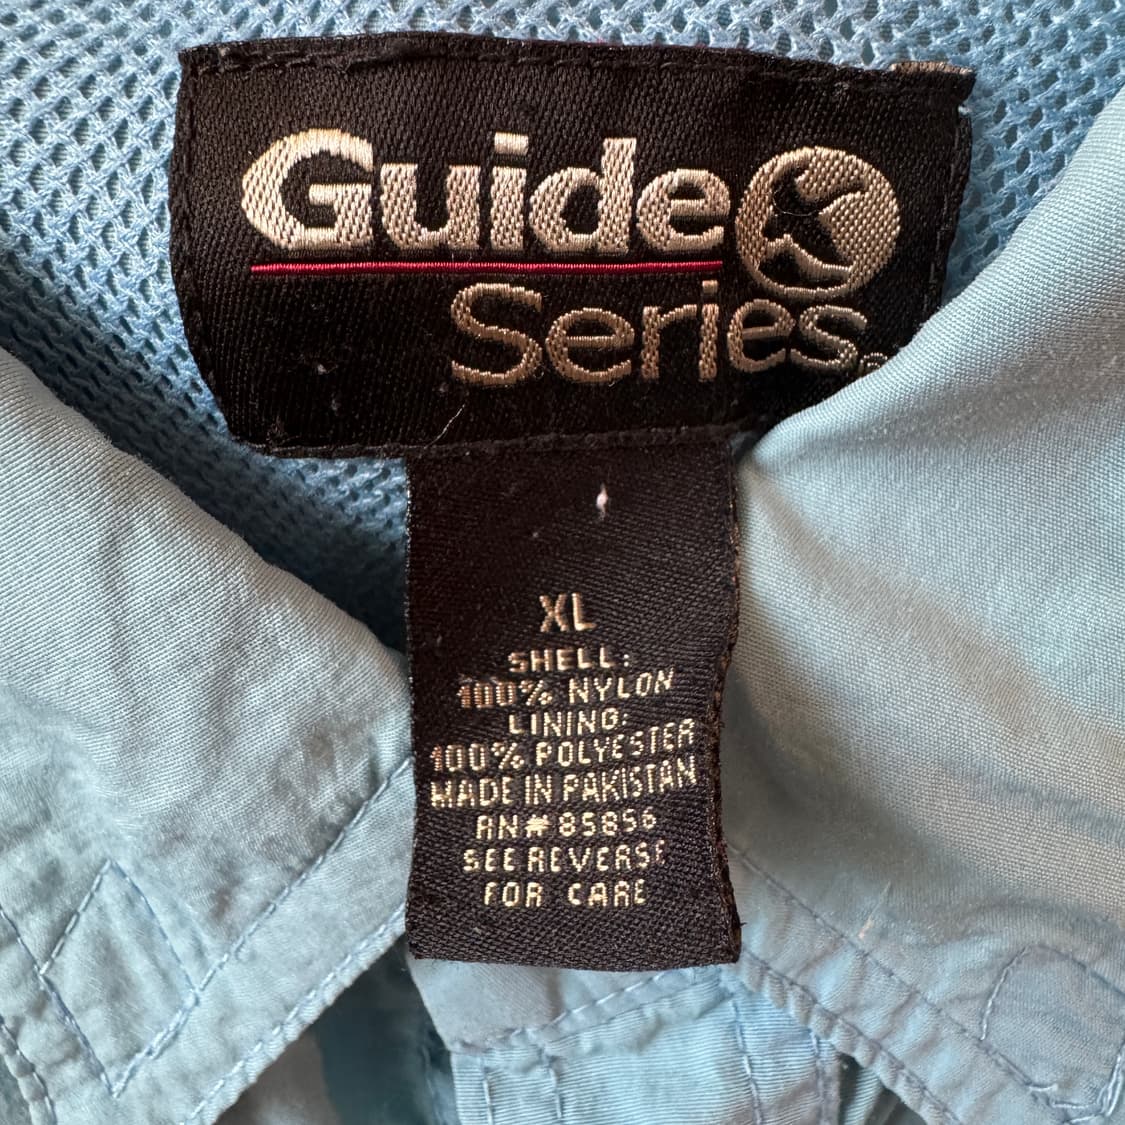 Guide
Series
XL
SHELL:
100% NYLON
LINING:
100% POLYESTER
MADE IN PAKISTAN
RN#85856
SEE REVERSE
FOR CARE